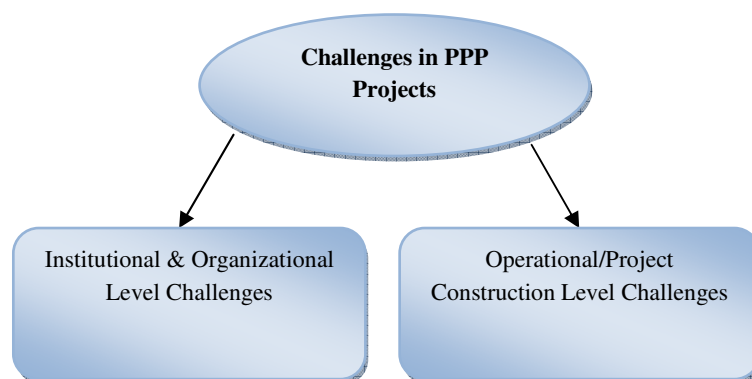 Challenges in PPP
Projects
Institutional & Organizational
Level Challenges
Operational/Project
Construction Level Challenges